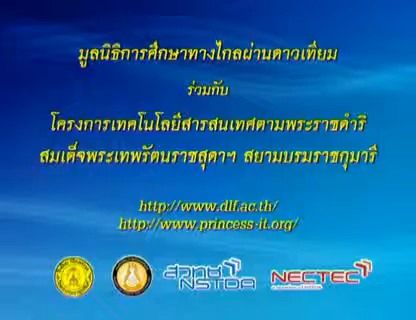 มูลนิธิการศึกษาทางไกลผ่านดาวเทียม
ร่วมกับ
โครงการเทคโนโลยีสารสนเทศตามพระราชดำริ
สมเด็จพระเทพรัตนราชสุดาฯ สยามบรมราชกุมารี
http://www.dlf.ac.th/
http://www.princess-it.org/
สวทช NECTEC
NSTDA